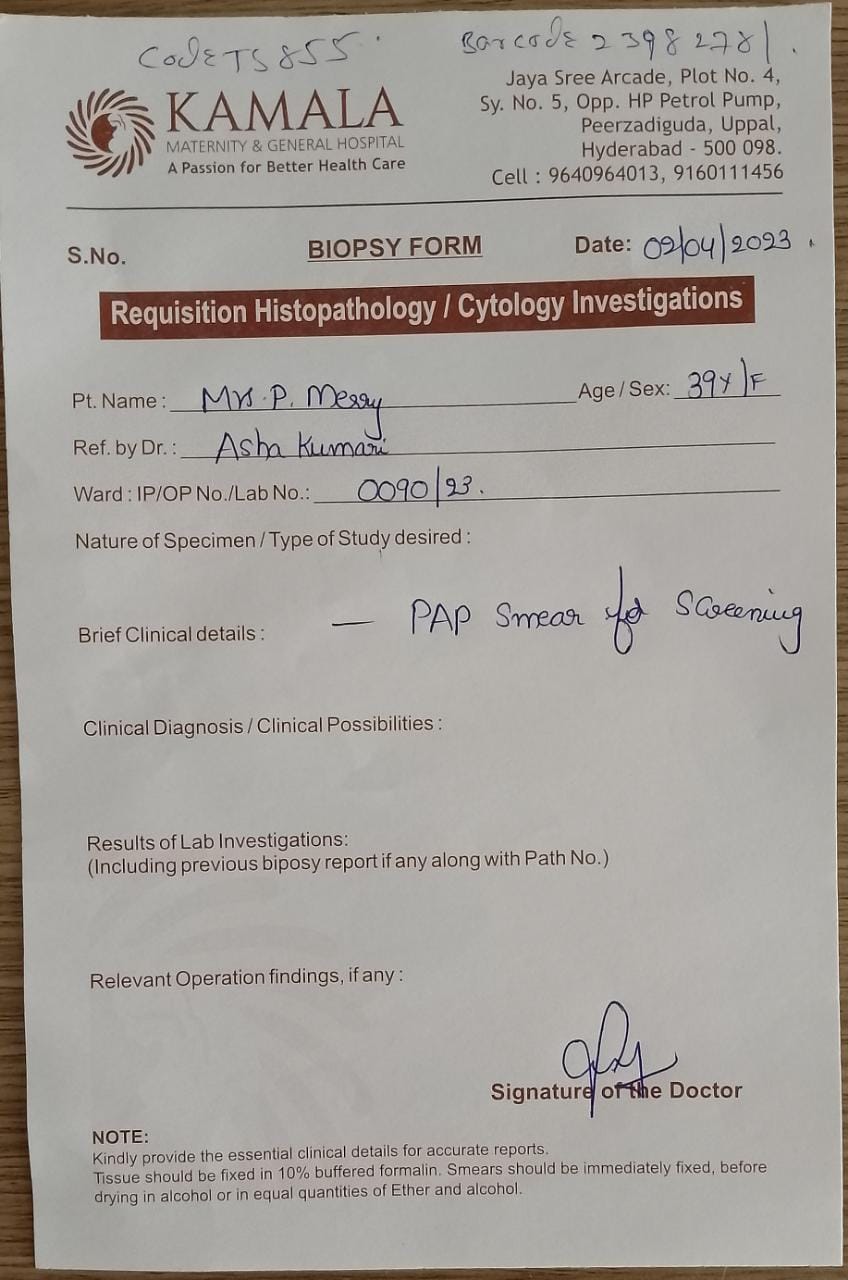 Code TS 855 Barcode 23982781.
KAMALA
MATERNITY & GENERAL HOSPITAL
A Passion for Better Health Care
Jaya Sree Arcade, Plot No. 4,
Sy. No. 5, Opp. HP Petrol Pump,
Peerzadiguda, Uppal,
Hyderabad - 500 098.
Cell : 9640964013, 9160111456
S.No. BIOPSY FORM Date: 09/04/2023
Requisition Histopathology / Cytology Investigations
Pt. Name : Mrs. P. Merry Age / Sex: 39Y/F
Ref. by Dr. : Asha Kumari
Ward : IP/OP No./Lab No.: 0090/23.
Nature of Specimen / Type of Study desired :
Brief Clinical details : — PAP Smear for Screening
Clinical Diagnosis / Clinical Possibilities :
Results of Lab Investigations:
(Including previous biposy report if any along with Path No.)
Relevant Operation findings, if any :
Signature of the Doctor
NOTE:
Kindly provide the essential clinical details for accurate reports.
Tissue should be fixed in 10% buffered formalin. Smears should be immediately fixed, before
drying in alcohol or in equal quantities of Ether and alcohol.